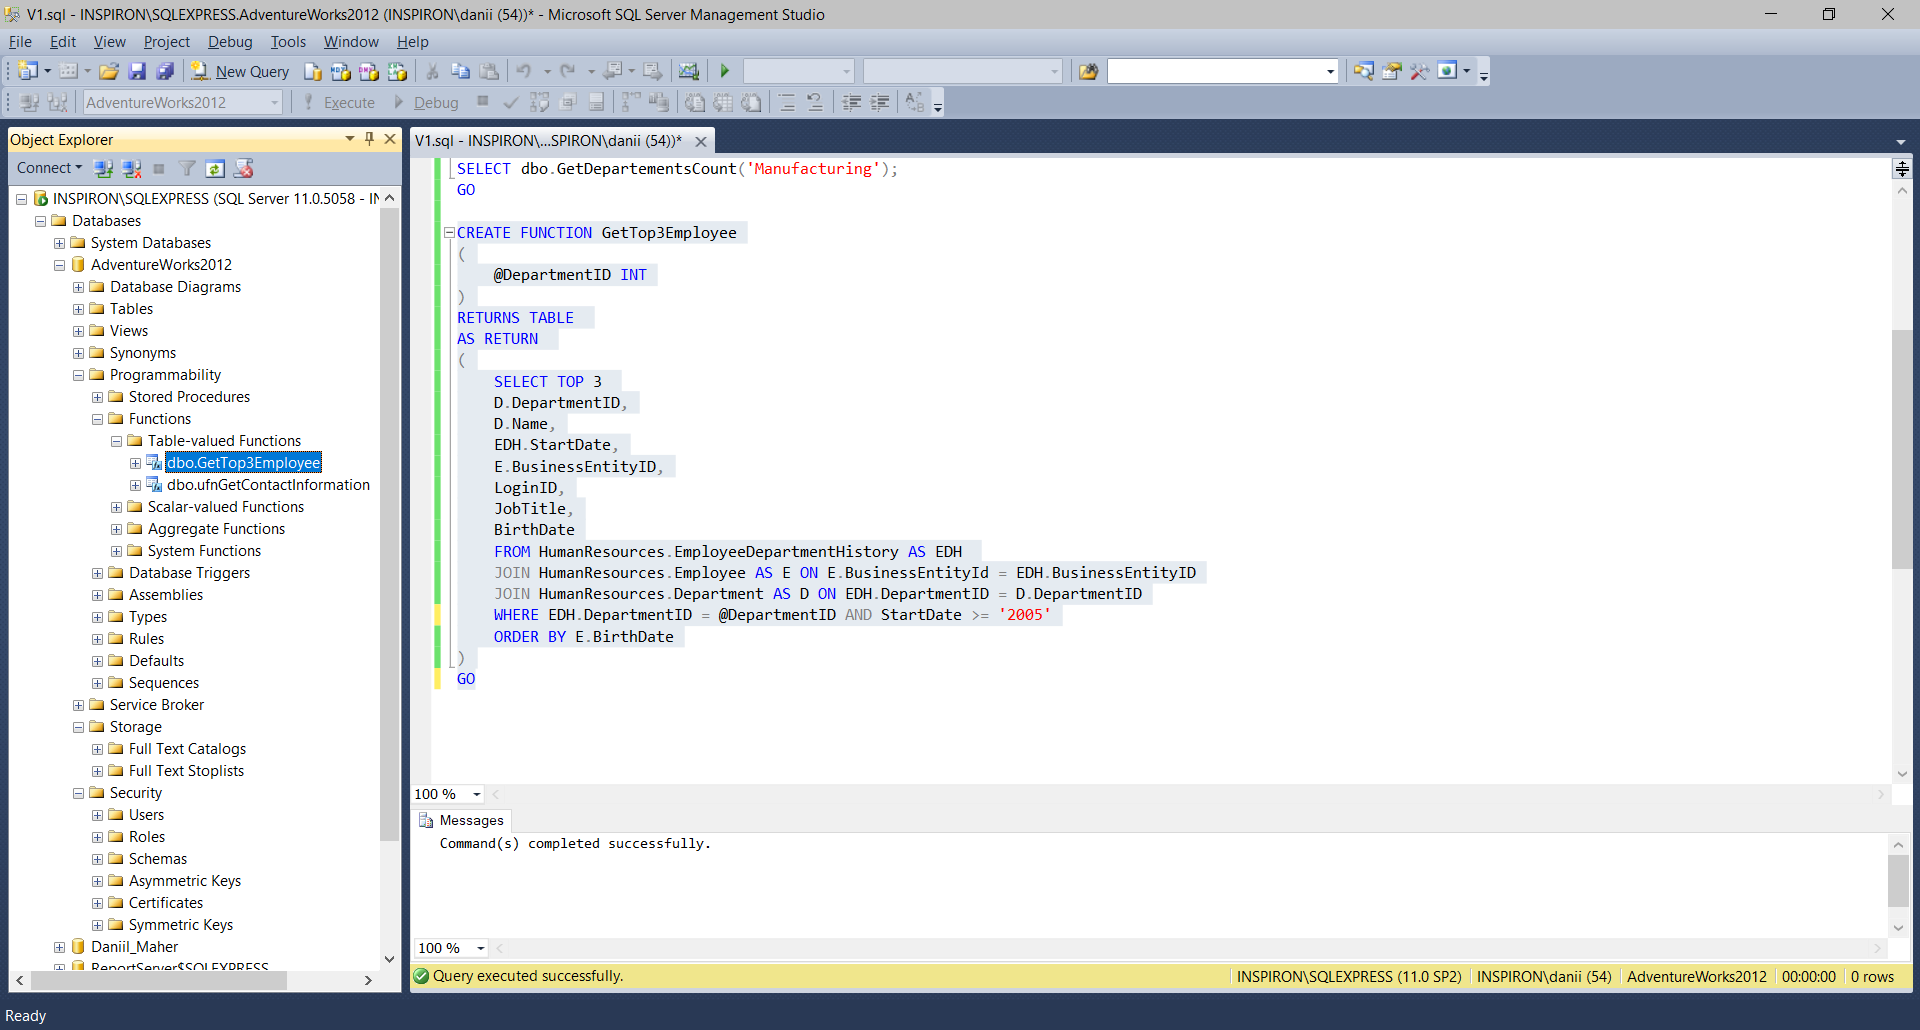 V1.sql - INSPIRON\SQLEXPRESS.AdventureWorks2012 (INSPIRON\danii (54))* - Microsoft SQL Server Management Studio
File Edit View Project Debug Tools Window Help
New Query
AdventureWorks2012 Execute Debug
Object Explorer
Connect
INSPIRON\SQLEXPRESS (SQL Server 11.0.5058 - IN
Databases
System Databases
AdventureWorks2012
Database Diagrams
Tables
Views
Synonyms
Programmability
Stored Procedures
Functions
Table-valued Functions
dbo.GetTop3Employee
dbo.ufnGetContactInformation
Scalar-valued Functions
Aggregate Functions
System Functions
Database Triggers
Assemblies
Types
Rules
Defaults
Sequences
Service Broker
Storage
Full Text Catalogs
Full Text Stoplists
Security
Users
Roles
Schemas
Asymmetric Keys
Certificates
Symmetric Keys
Daniil_Maher
ReportServer$SQLEXPRESS
V1.sql - INSPIRON\...SPIRON\danii (54))*
SELECT dbo.GetDepartementsCount('Manufacturing');
GO
CREATE FUNCTION GetTop3Employee
(
@DepartmentID INT
)
RETURNS TABLE
AS RETURN
(
SELECT TOP 3
D.DepartmentID,
D.Name,
EDH.StartDate,
E.BusinessEntityID,
LoginID,
JobTitle,
BirthDate
FROM HumanResources.EmployeeDepartmentHistory AS EDH
JOIN HumanResources.Employee AS E ON E.BusinessEntityId = EDH.BusinessEntityID
JOIN HumanResources.Department AS D ON EDH.DepartmentID = D.DepartmentID
WHERE EDH.DepartmentID = @DepartmentID AND StartDate >= '2005'
ORDER BY E.BirthDate
)
GO
100 %
Messages
Command(s) completed successfully.
100 %
Query executed successfully. INSPIRON\SQLEXPRESS (11.0 SP2) INSPIRON\danii (54) AdventureWorks2012 00:00:00 0 rows
Ready